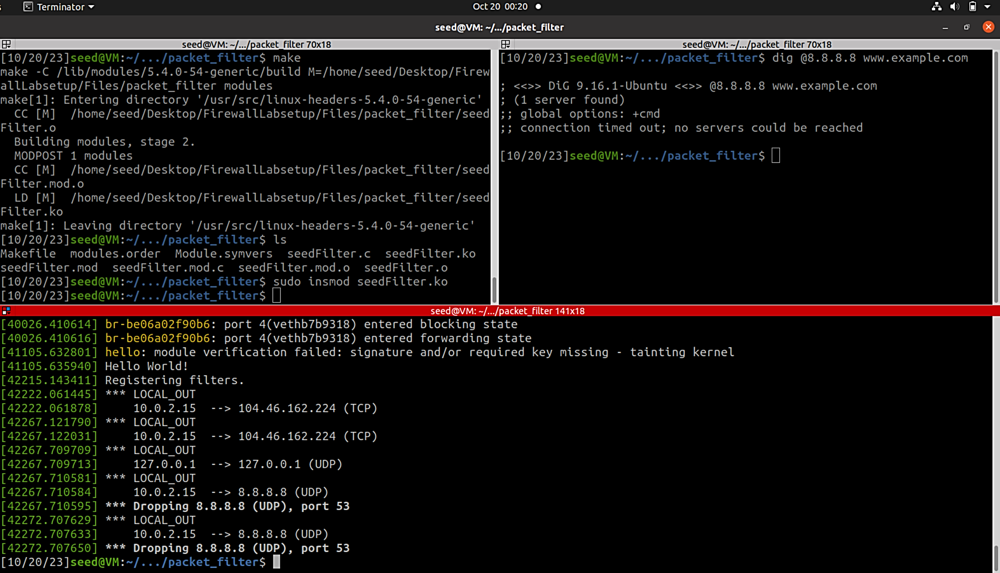 Terminator
Oct 20 00:20
seed@VM: ~/.../packet_filter
seed@VM: ~/.../packet_filter 70x18
[10/20/23]seed@VM:~/.../packet_filter$ make
make -C /lib/modules/5.4.0-54-generic/build M=/home/seed/Desktop/Firew
allLabsetup/Files/packet_filter modules
make[1]: Entering directory '/usr/src/linux-headers-5.4.0-54-generic'
  CC [M]  /home/seed/Desktop/FirewallLabsetup/Files/packet_filter/seed
Filter.o
  Building modules, stage 2.
  MODPOST 1 modules
  CC [M]  /home/seed/Desktop/FirewallLabsetup/Files/packet_filter/seed
Filter.mod.o
  LD [M]  /home/seed/Desktop/FirewallLabsetup/Files/packet_filter/seed
Filter.ko
make[1]: Leaving directory '/usr/src/linux-headers-5.4.0-54-generic'
[10/20/23]seed@VM:~/.../packet_filter$ ls
Makefile  modules.order  Module.symvers  seedFilter.c  seedFilter.ko
seedFilter.mod  seedFilter.mod.c  seedFilter.mod.o  seedFilter.o
[10/20/23]seed@VM:~/.../packet_filter$ sudo insmod seedFilter.ko
[10/20/23]seed@VM:~/.../packet_filter$
seed@VM: ~/.../packet_filter 70x18
[10/20/23]seed@VM:~/.../packet_filter$ dig @8.8.8.8 www.example.com
; <<>> DiG 9.16.1-Ubuntu <<>> @8.8.8.8 www.example.com
; (1 server found)
;; global options: +cmd
;; connection timed out; no servers could be reached
[10/20/23]seed@VM:~/.../packet_filter$
seed@VM: ~/.../packet_filter 141x18
[40026.410614] br-be06a02f90b6: port 4(vethb7b9318) entered blocking state
[40026.410616] br-be06a02f90b6: port 4(vethb7b9318) entered forwarding state
[41105.632801] hello: module verification failed: signature and/or required key missing - tainting kernel
[41105.635940] Hello World!
[42215.143411] Registering filters.
[42222.061445] *** LOCAL_OUT
[42222.061878]     10.0.2.15  --> 104.46.162.224 (TCP)
[42267.121790] *** LOCAL_OUT
[42267.122031]     10.0.2.15  --> 104.46.162.224 (TCP)
[42267.709709] *** LOCAL_OUT
[42267.709713]     127.0.0.1  --> 127.0.0.1 (UDP)
[42267.710581] *** LOCAL_OUT
[42267.710584]     10.0.2.15  --> 8.8.8.8 (UDP)
[42267.710595] *** Dropping 8.8.8.8 (UDP), port 53
[42272.707629] *** LOCAL_OUT
[42272.707633]     10.0.2.15  --> 8.8.8.8 (UDP)
[42272.707650] *** Dropping 8.8.8.8 (UDP), port 53
[10/20/23]seed@VM:~/.../packet_filter$